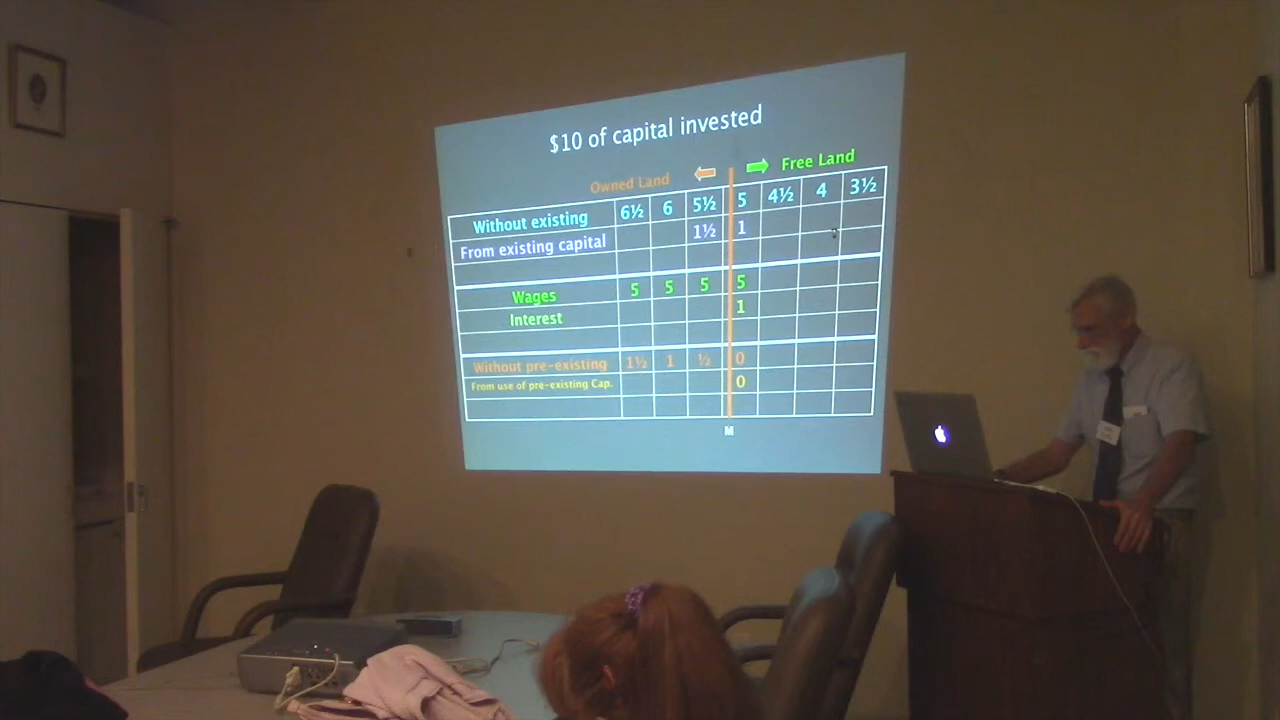 $10 of capital invested
Owned Land Free Land
Without existing 6½ 6 5½ 5 4½ 4 3½
From existing capital 1½ 1
Wages 5 5 5 5
Interest 1
Without pre-existing 1½ 1 ½ 0
From use of pre-existing Cap. 0
M